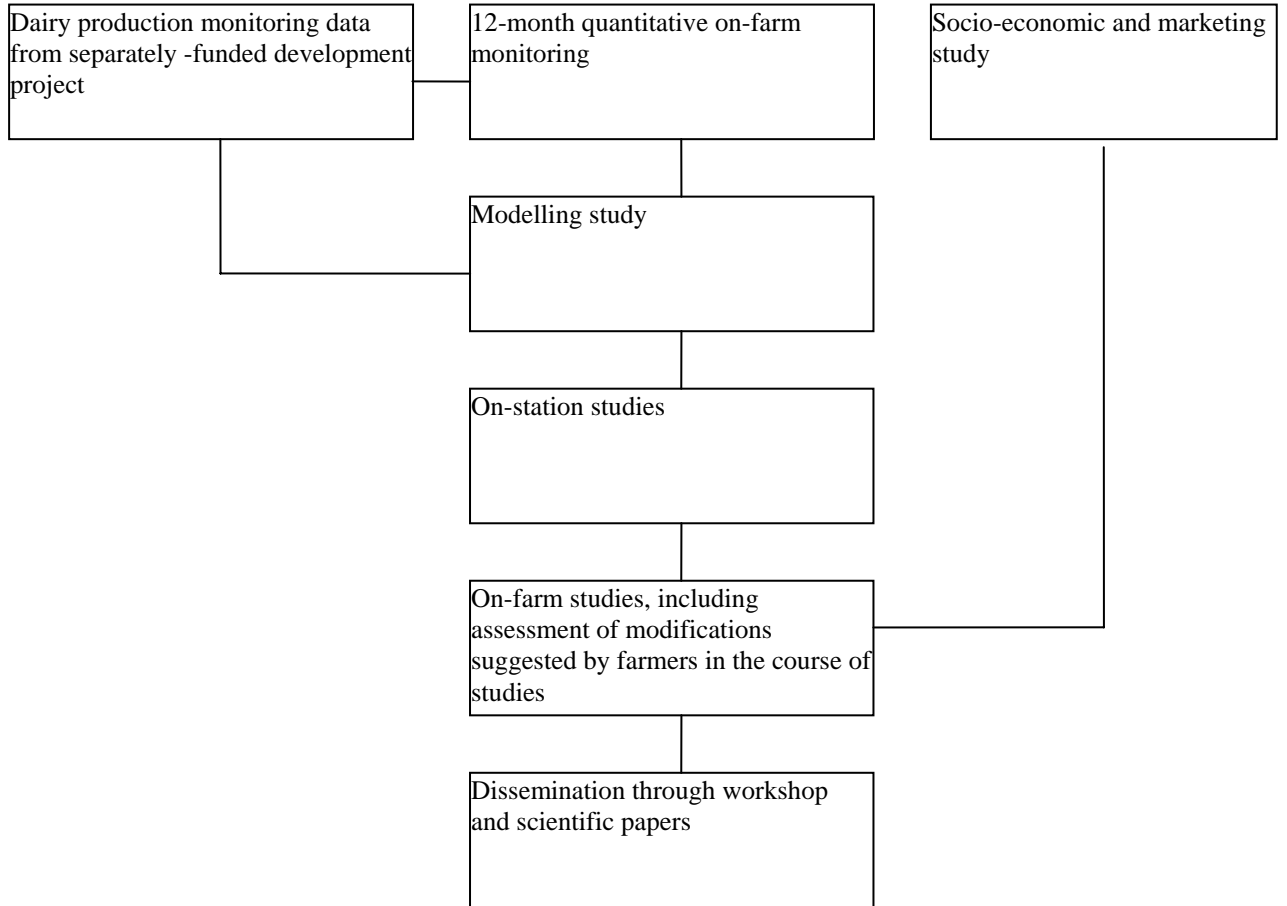 Dairy production monitoring data
from separately -funded development
project
12-month quantitative on-farm
monitoring
Socio-economic and marketing
study
Modelling study
On-station studies
On-farm studies, including
assessment of modifications
suggested by farmers in the course of
studies
Dissemination through workshop
and scientific papers